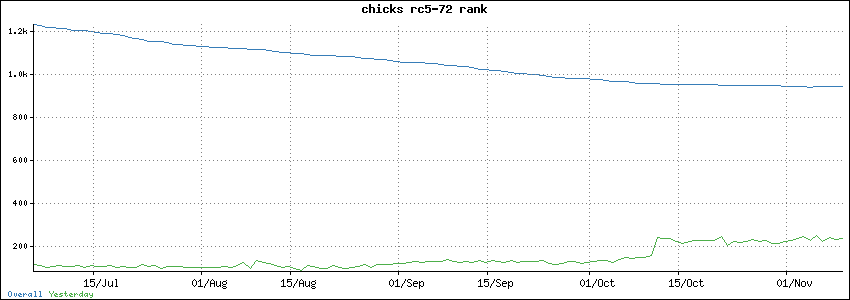 chicks rc5-72 rank
1.2k
1.0k
800
600
400
200
15/Jul 01/Aug 15/Aug 01/Sep 15/Sep 01/Oct 15/Oct 01/Nov
Overall Yesterday